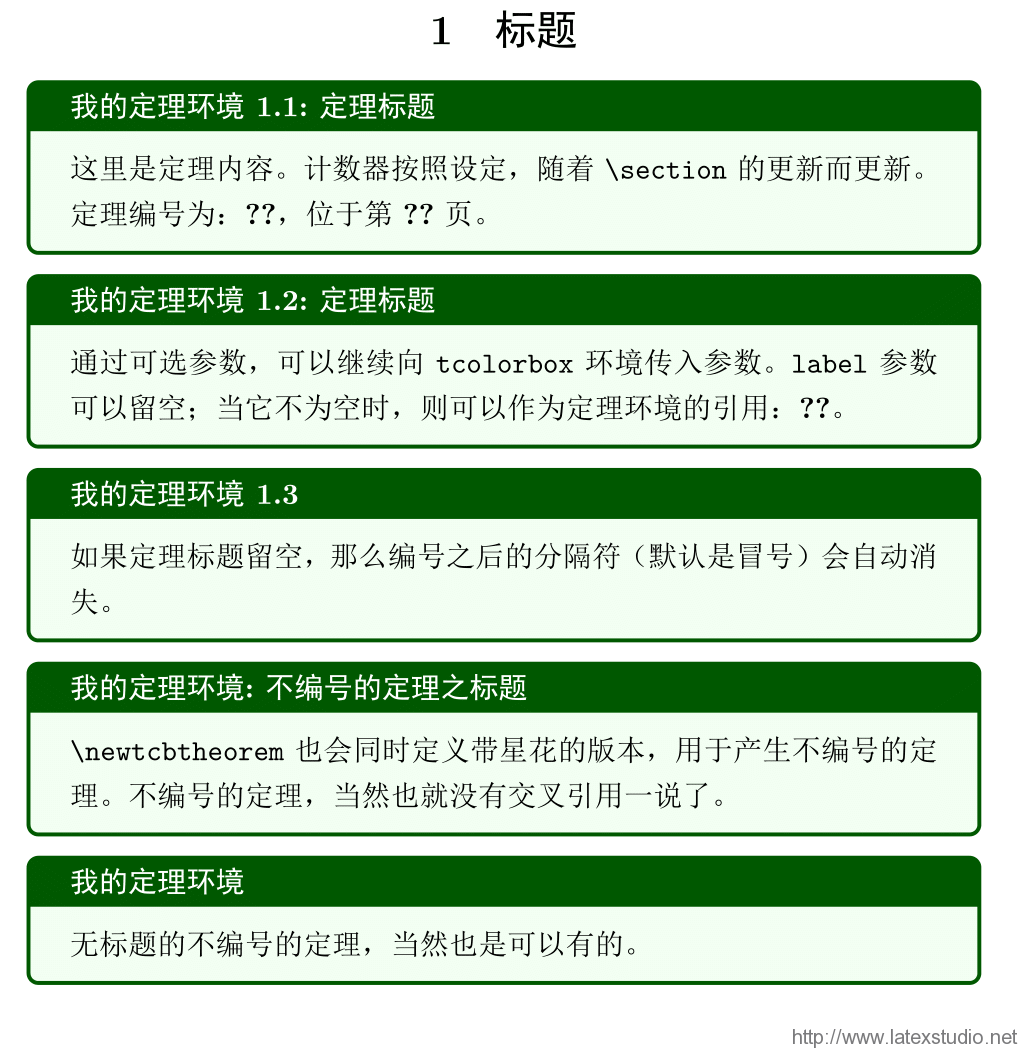 1 标题
我的定理环境 1.1: 定理标题
这里是定理内容。计数器按照设定，随着 \section 的更新而更新。
定理编号为：??，位于第 ?? 页。
我的定理环境 1.2: 定理标题
通过可选参数，可以继续向 tcolorbox 环境传入参数。label 参数
可以留空；当它不为空时，则可以作为定理环境的引用：??。
我的定理环境 1.3
如果定理标题留空，那么编号之后的分隔符（默认是冒号）会自动消
失。
我的定理环境: 不编号的定理之标题
\newtcbtheorem 也会同时定义带星花的版本，用于产生不编号的定
理。不编号的定理，当然也就没有交叉引用一说了。
我的定理环境
无标题的不编号的定理，当然也是可以有的。
http://www.latexstudio.net